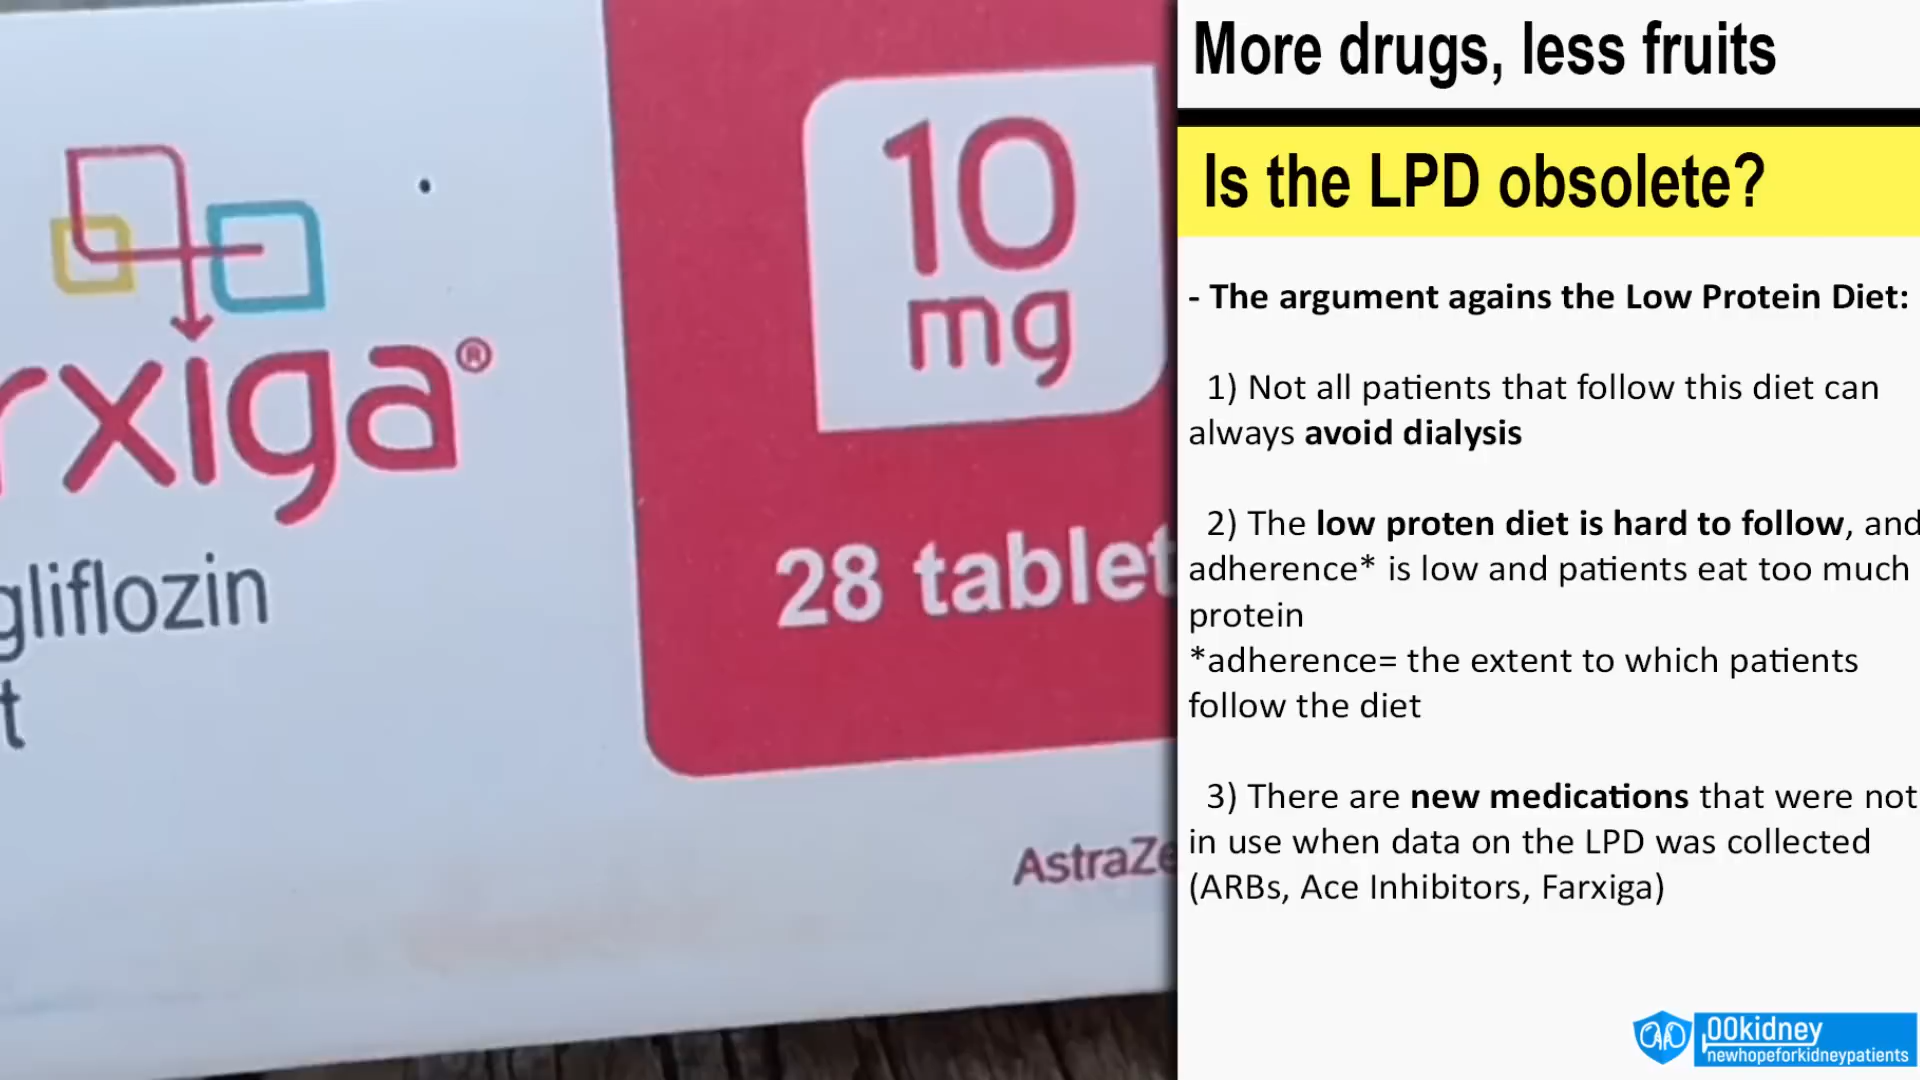 rxiga®
gliflozin
t
10
mg
28 tablet
AstraZe
More drugs, less fruits
Is the LPD obsolete?
- The argument agains the Low Protein Diet:
1) Not all patients that follow this diet can
always avoid dialysis
2) The low proten diet is hard to follow, and
adherence* is low and patients eat too much
protein
*adherence= the extent to which patients
follow the diet
3) There are new medications that were not
in use when data on the LPD was collected
(ARBs, Ace Inhibitors, Farxiga)
00kidney
newhopeforkidneypatients